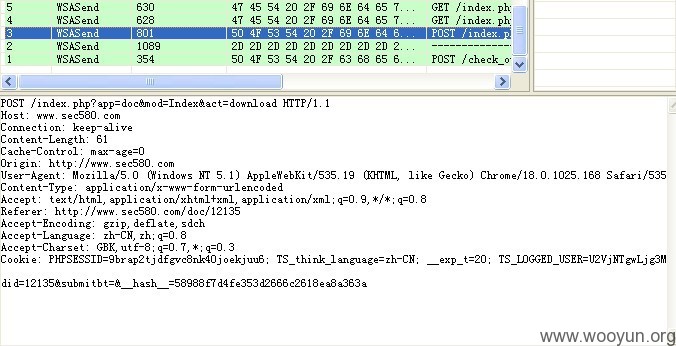 5 WSASend 630 47 45 54 20 2F 69 6E 64 65 7... GET /index.ph
4 WSASend 628 47 45 54 20 2F 69 6E 64 65 7... GET /index.ph
3 WSASend 801 50 4F 53 54 20 2F 69 6E 64 6... POST /index.p
2 WSASend 1089 2D 2D 2D 2D 2D 2D 2D 2D 2D 2... --------------
1 WSASend 354 50 4F 53 54 20 2F 63 68 65 6... POST /check_o
POST /index.php?app=doc&mod=Index&act=download HTTP/1.1
Host: www.sec580.com
Connection: keep-alive
Content-Length: 61
Cache-Control: max-age=0
Origin: http://www.sec580.com
User-Agent: Mozilla/5.0 (Windows NT 5.1) AppleWebKit/535.19 (KHTML, like Gecko) Chrome/18.0.1025.168 Safari/535
Content-Type: application/x-www-form-urlencoded
Accept: text/html,application/xhtml+xml,application/xml;q=0.9,*/*;q=0.8
Referer: http://www.sec580.com/doc/12135
Accept-Encoding: gzip,deflate,sdch
Accept-Language: zh-CN,zh;q=0.8
Accept-Charset: GBK,utf-8;q=0.7,*;q=0.3
Cookie: PHPSESSID=9brap2tjdfgvc8nk40joekjuu6; TS_think_language=zh-CN; __exp_t=20; TS_LOGGED_USER=U2VjNTgwLjg3M
did=12135&submitbt=&__hash__=58988f7d4fe353d2666c2618ea8a363a
www.wooyun.org